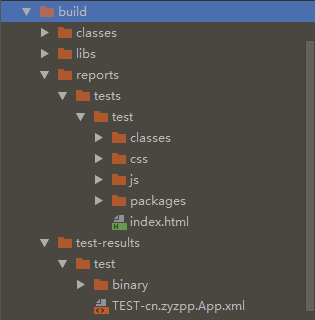 build
classes
libs
reports
tests
test
classes
css
js
packages
index.html
test-results
test
binary
TEST-cn.zyzpp.App.xml